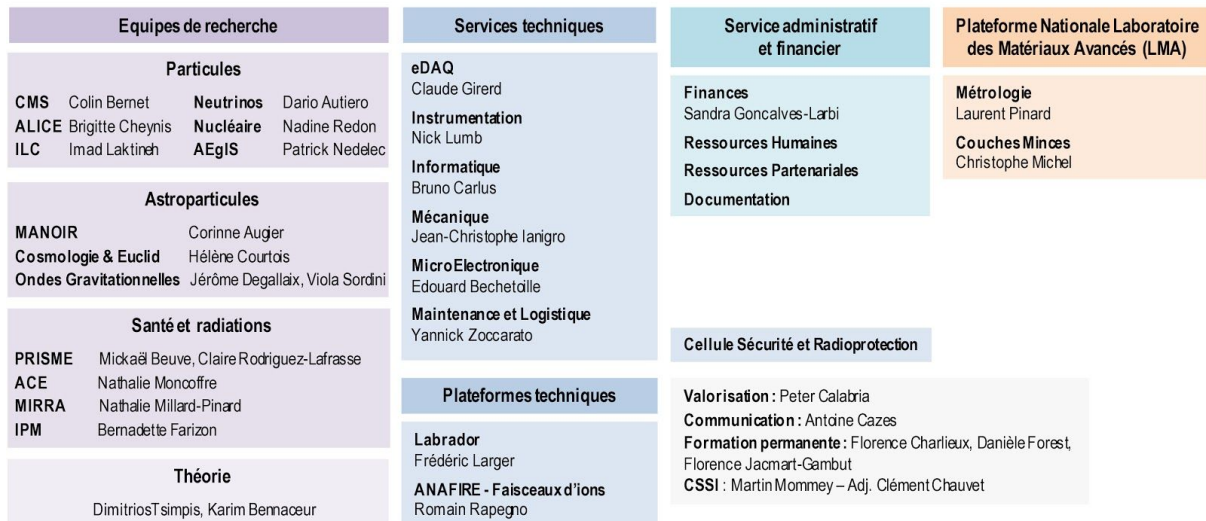 Equipes de recherche
Particules
CMS Colin Bernet Neutrinos Dario Autiero
ALICE Brigitte Cheynis Nucléaire Nadine Redon
ILC Imad Laktineh AEgIS Patrick Nedelec
Astroparticules
MANOIR Corinne Augier
Cosmologie & Euclid Hélène Courtois
Ondes Gravitationnelles Jérôme Degallaix, Viola Sordini
Santé et radiations
PRISME Mickaël Beuve, Claire Rodriguez-Lafrasse
ACE Nathalie Moncoffre
MIRRA Nathalie Millard-Pinard
IPM Bernadette Farizon
Théorie
Dimitrios Tsimpis, Karim Bennaceur
Services techniques
eDAQ
Claude Girerd
Instrumentation
Nick Lumb
Informatique
Bruno Carlus
Mécanique
Jean-Christophe Ianigro
MicroElectronique
Edouard Bechetoille
Maintenance et Logistique
Yannick Zoccarato
Plateformes techniques
Labrador
Frédéric Larger
ANAFIRE - Faisceaux d'ions
Romain Rapegno
Service administratif
et financier
Finances
Sandra Goncalves-Larbi
Ressources Humaines
Ressources Partenariales
Documentation
Plateforme Nationale Laboratoire
des Matériaux Avancés (LMA)
Métrologie
Laurent Pinard
Couches Minces
Christophe Michel
Cellule Sécurité et Radioprotection
Valorisation : Peter Calabria
Communication : Antoine Cazes
Formation permanente : Florence Charlieux, Danièle Forest,
Florence Jacmart-Gambut
CSSI : Martin Mommey – Adj. Clément Chauvet